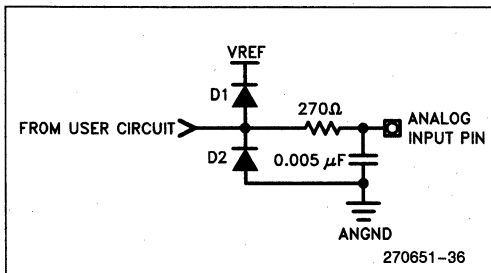 VREF
D1
270Ω
FROM USER CIRCUIT
ANALOG
INPUT PIN
D2
0.005 μF
ANGND
270651-36